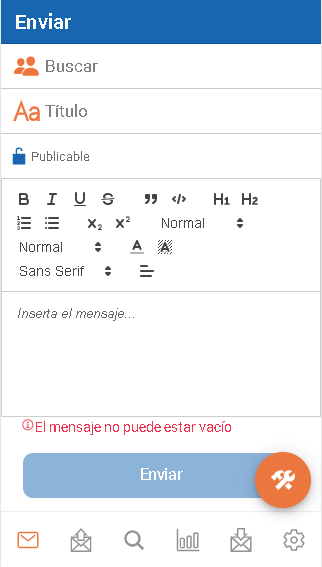 Enviar
Buscar
Aa Título
Publicable
B I U S ” </> H1 H2
X2 X2 Normal
Normal A A
Sans Serif
Inserta el mensaje...
El mensaje no puede estar vacío
Enviar